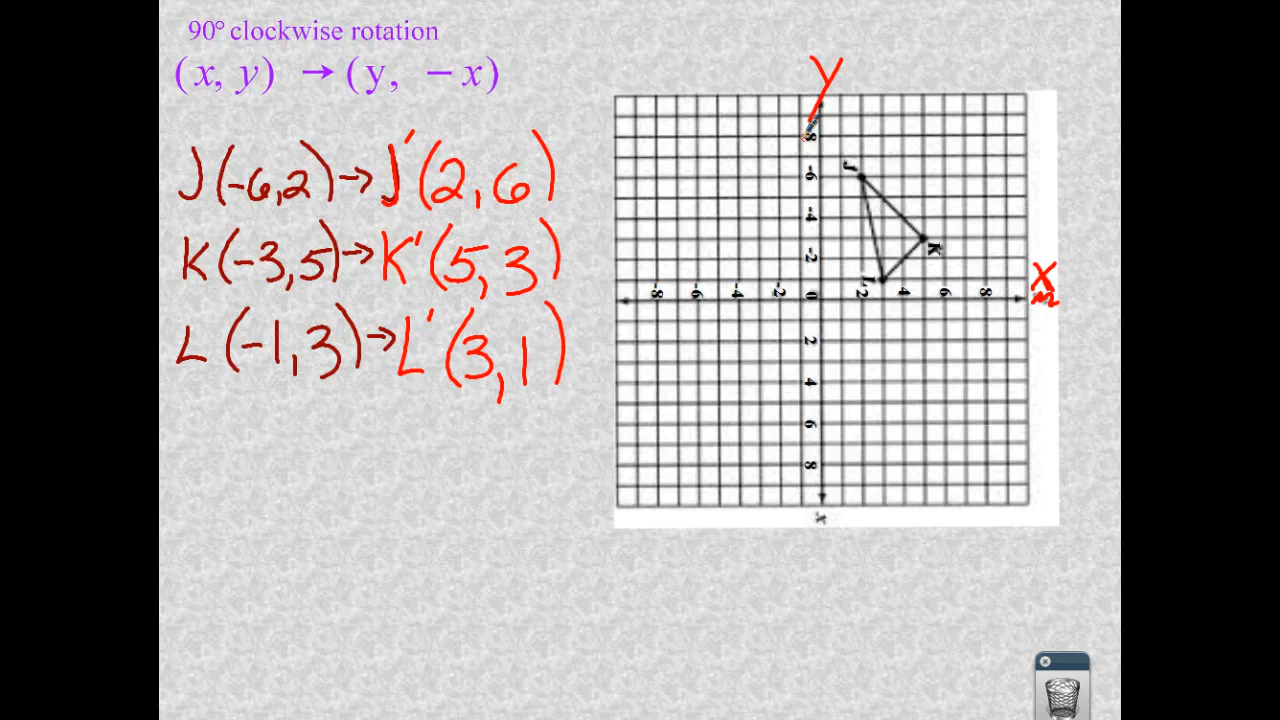 90° clockwise rotation
(x, y) → (y, −x)
J(-6,2)→J'(2,6)
K(-3,5)→K'(5,3)
L(-1,3)→L'(3,1)
y
8
-6
J
-4
K
-2
L
x
-8 -6 -4 -2 0 2 4 6 8
2
4
6
8
x